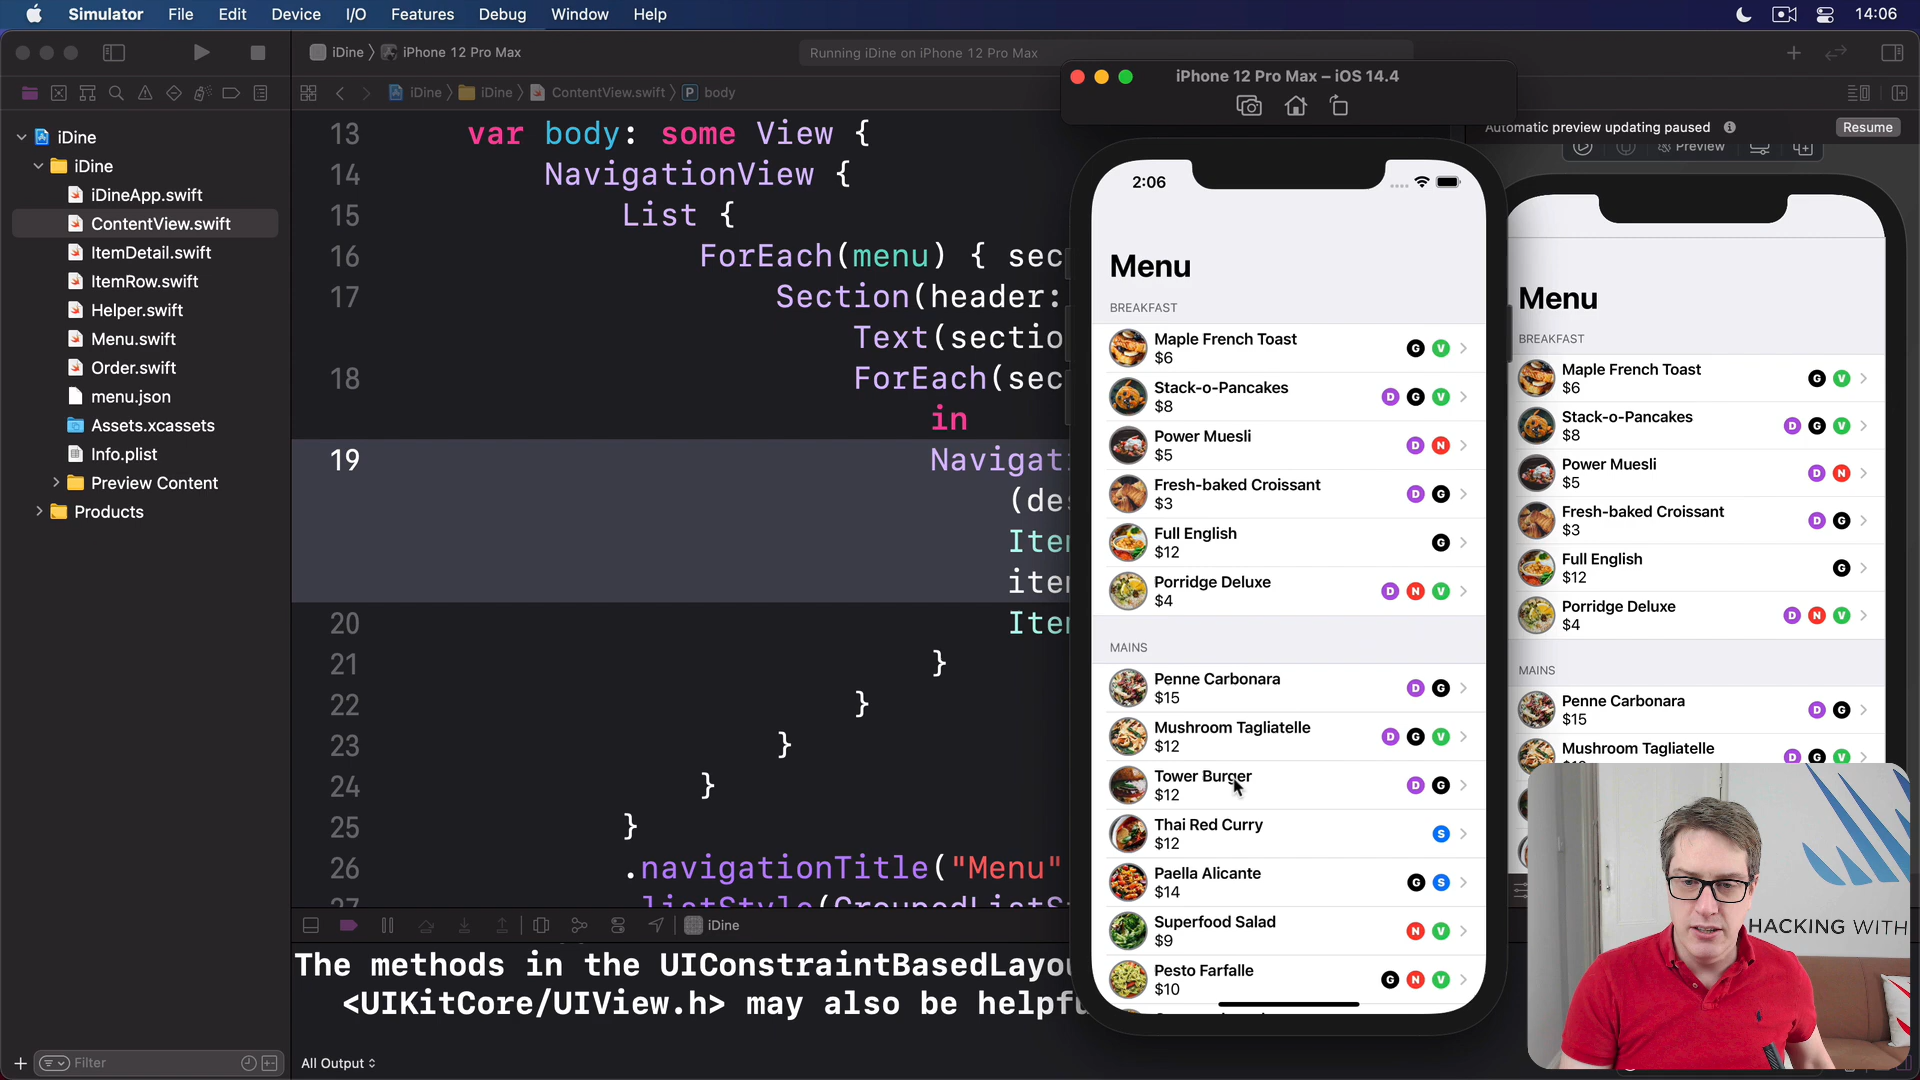 Simulator File Edit Device I/O Features Debug Window Help 14:06
iDine iPhone 12 Pro Max Running iDine on iPhone 12 Pro Max
iDine iDine ContentView.swift body
iDine
iDine
iDineApp.swift
ContentView.swift
ItemDetail.swift
ItemRow.swift
Helper.swift
Menu.swift
Order.swift
menu.json
Assets.xcassets
Info.plist
Preview Content
Products
Filter
13 var body: some View {
14 NavigationView {
15 List {
16 ForEach(menu) { sec
17 Section(header:
Text(sectio
18 ForEach(sec
in
19 Navigat
(des
Item
item
20 Item
21 }
22 }
23 }
24 }
25 }
26 .navigationTitle("Menu"
27 .listStyle(GroupedListSt
iDine
The methods in the UIConstraintBasedLayou
<UIKitCore/UIView.h> may also be helpfu
All Output
iPhone 12 Pro Max – iOS 14.4
2:06
Menu
BREAKFAST
Maple French Toast G V
$6
Stack-o-Pancakes D G V
$8
Power Muesli D N
$5
Fresh-baked Croissant D G
$3
Full English G
$12
Porridge Deluxe D N V
$4
MAINS
Penne Carbonara D G
$15
Mushroom Tagliatelle D G V
$12
Tower Burger D G
$12
Thai Red Curry S
$12
Paella Alicante G S
$14
Superfood Salad N V
$9
Pesto Farfalle G N V
$10
Automatic preview updating paused Resume
Preview
Menu
BREAKFAST
Maple French Toast G V
$6
Stack-o-Pancakes D G V
$8
Power Muesli D N
$5
Fresh-baked Croissant D G
$3
Full English G
$12
Porridge Deluxe D N V
$4
MAINS
Penne Carbonara D G
$15
Mushroom Tagliatelle D G V
HACKING WITH